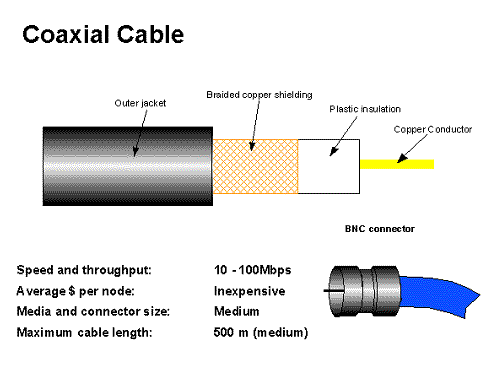 Coaxial Cable
Outer jacket
Braided copper shielding
Plastic insulation
Copper Conductor
BNC connector
Speed and throughput: 10 - 100Mbps
Average $ per node: Inexpensive
Media and connector size: Medium
Maximum cable length: 500 m (medium)